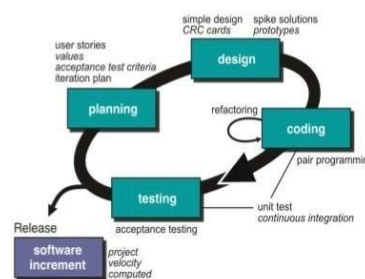 simple design
CRC cards
spike solutions
prototypes
user stories
values
acceptance test criteria
iteration plan
design
planning
refactoring
coding
pair programmin
testing
unit test
continuous integration
acceptance testing
Release
software
increment
project
velocity
computed